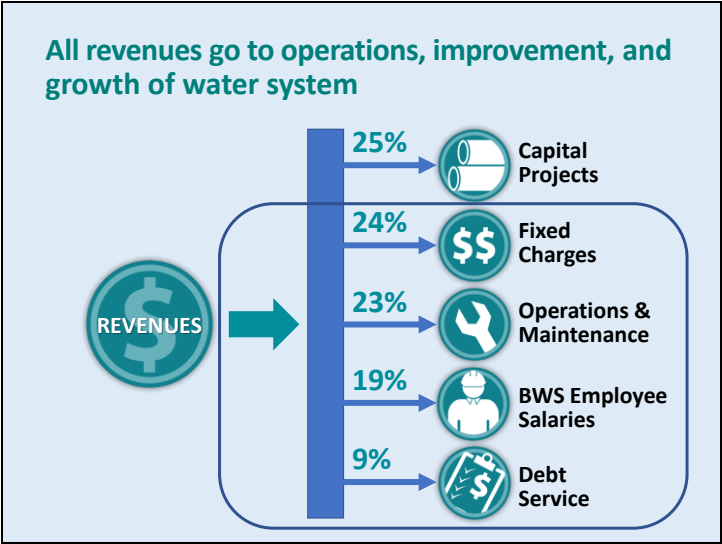 All revenues go to operations, improvement, and
growth of water system
25%
Capital
Projects
24%
$$
Fixed
Charges
$
REVENUES
23%
Operations &
Maintenance
19%
BWS Employee
Salaries
9%
$
Debt
Service